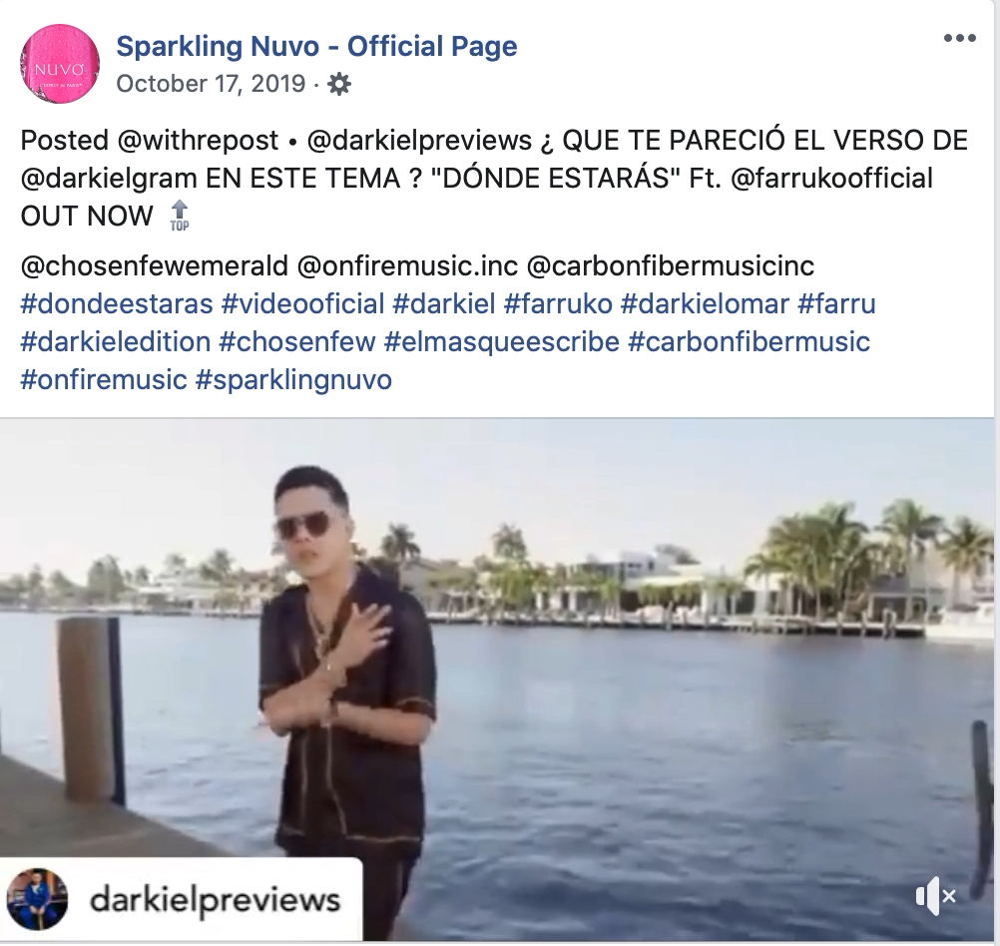 NUVO
Sparkling Nuvo - Official Page
October 17, 2019 ·
Posted @withrepost • @darkielpreviews ¿ QUE TE PARECIÓ EL VERSO DE
@darkielgram EN ESTE TEMA ? "DÓNDE ESTARÁS" Ft. @farrukoofficial
OUT NOW 🔝
@chosenfewemerald @onfiremusic.inc @carbonfibermusicinc
#dondeestaras #videooficial #darkiel #farruko #darkielomar #farru
#darkieledition #chosenfew #elmasqueescribe #carbonfibermusic
#onfiremusic #sparklingnuvo
darkielpreviews